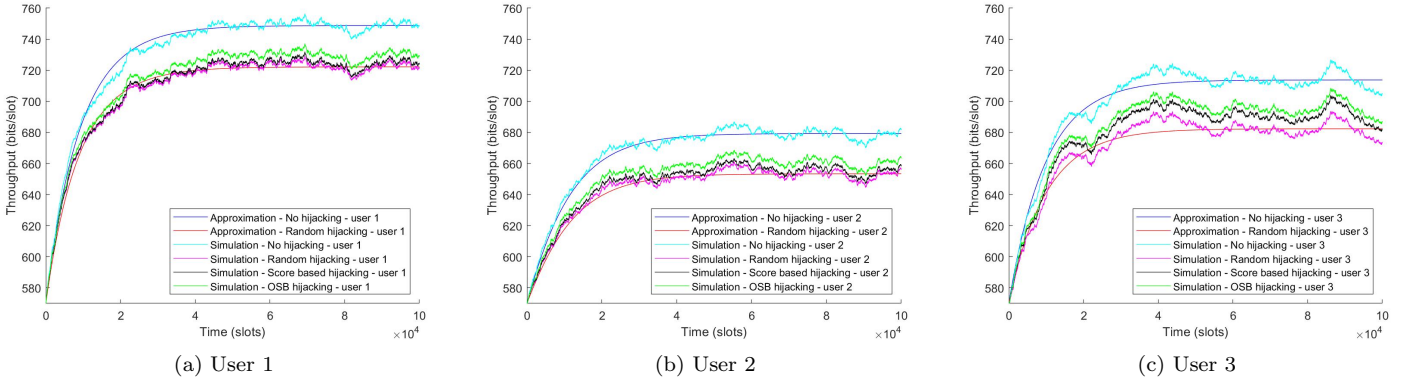 760
740
720
700
680
660
640
620
600
580
Throughput (bits/slot)
Approximation - No hijacking - user 1
Approximation - Random hijacking - user 1
Simulation - No hijacking - user 1
Simulation - Random hijacking - user 1
Simulation - Score based hijacking - user 1
Simulation - OSB hijacking - user 1
0 2 4 6 8 10
Time (slots)
×10⁴
(a) User 1
760
740
720
700
680
660
640
620
600
580
Throughput (bits/slot)
Approximation - No hijacking - user 2
Approximation - Random hijacking - user 2
Simulation - No hijacking - user 2
Simulation - Random hijacking - user 2
Simulation - Score based hijacking - user 2
Simulation - OSB hijacking - user 2
0 2 4 6 8 10
Time (slots)
×10⁴
(b) User 2
760
740
720
700
680
660
640
620
600
580
Throughput (bits/slot)
Approximation - No hijacking - user 3
Approximation - Random hijacking - user 3
Simulation - No hijacking - user 3
Simulation - Random hijacking - user 3
Simulation - Score based hijacking - user 3
Simulation - OSB hijacking - user 3
0 2 4 6 8 10
Time (slots)
×10⁴
(c) User 3